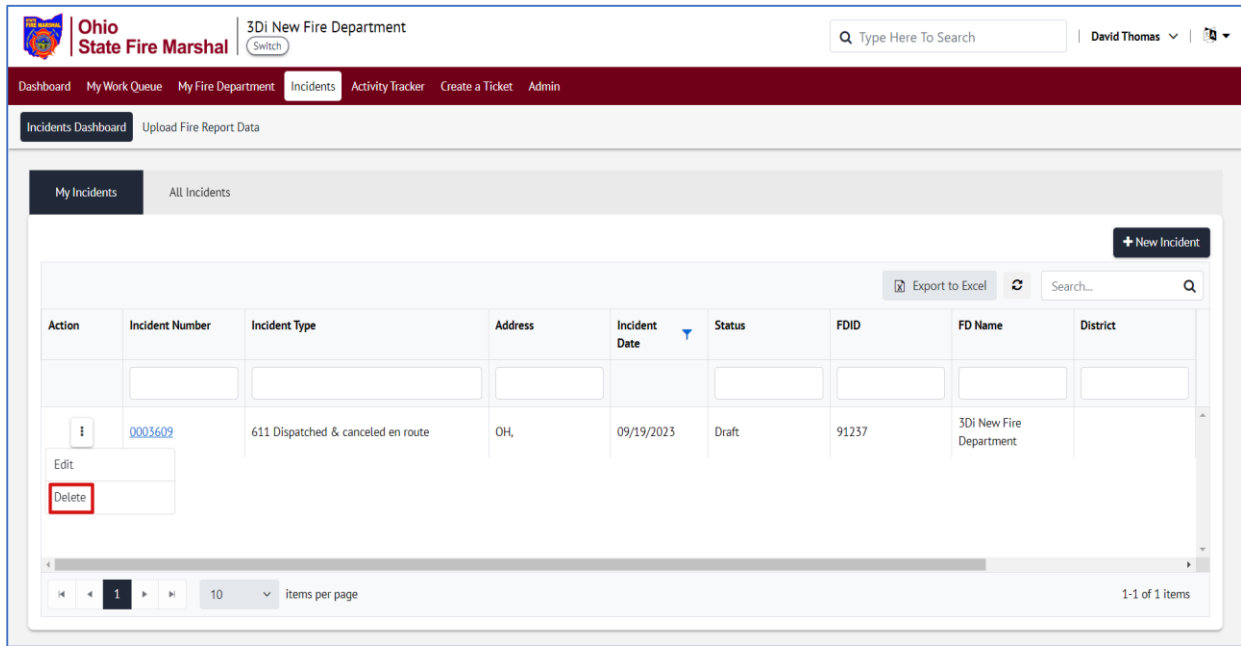 STATE FIRE MARSHAL
Ohio
State Fire Marshal
3Di New Fire Department
Switch
Type Here To Search
David Thomas
Dashboard My Work Queue My Fire Department Incidents Activity Tracker Create a Ticket Admin
Incidents Dashboard Upload Fire Report Data
My Incidents All Incidents
+ New Incident
Export to Excel Search...
Action Incident Number Incident Type Address Incident Date Status FDID FD Name District
0003609 611 Dispatched & canceled en route OH, 09/19/2023 Draft 91237 3Di New Fire Department
Edit
Delete
1 10 items per page 1-1 of 1 items